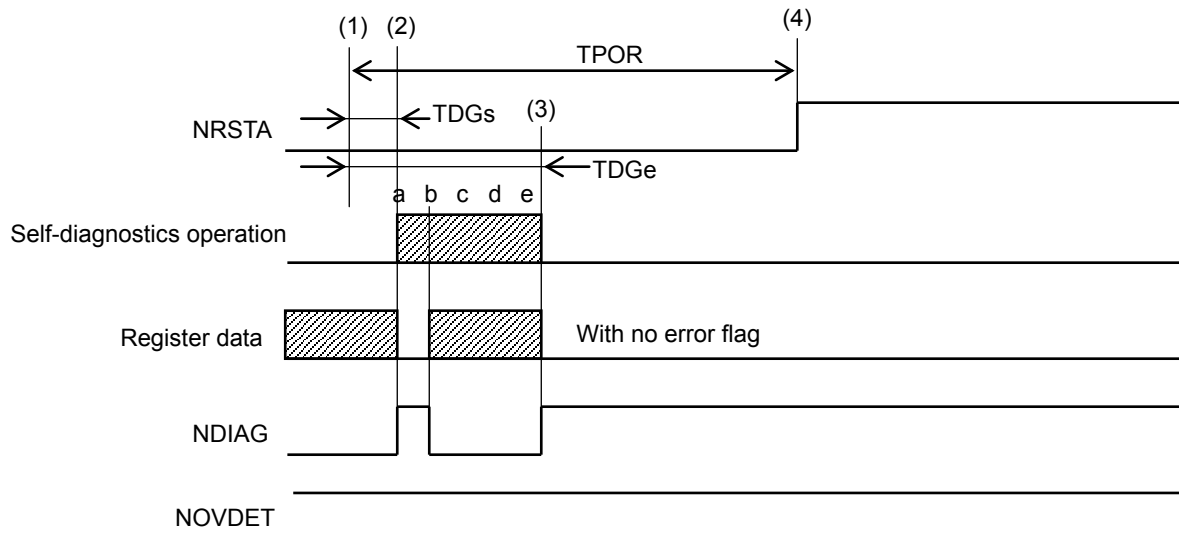 (1) (2) (4)
TPOR
TDGs (3)
NRSTA
TDGe
a b c d e
Self-diagnostics operation
Register data With no error flag
NDIAG
NOVDET